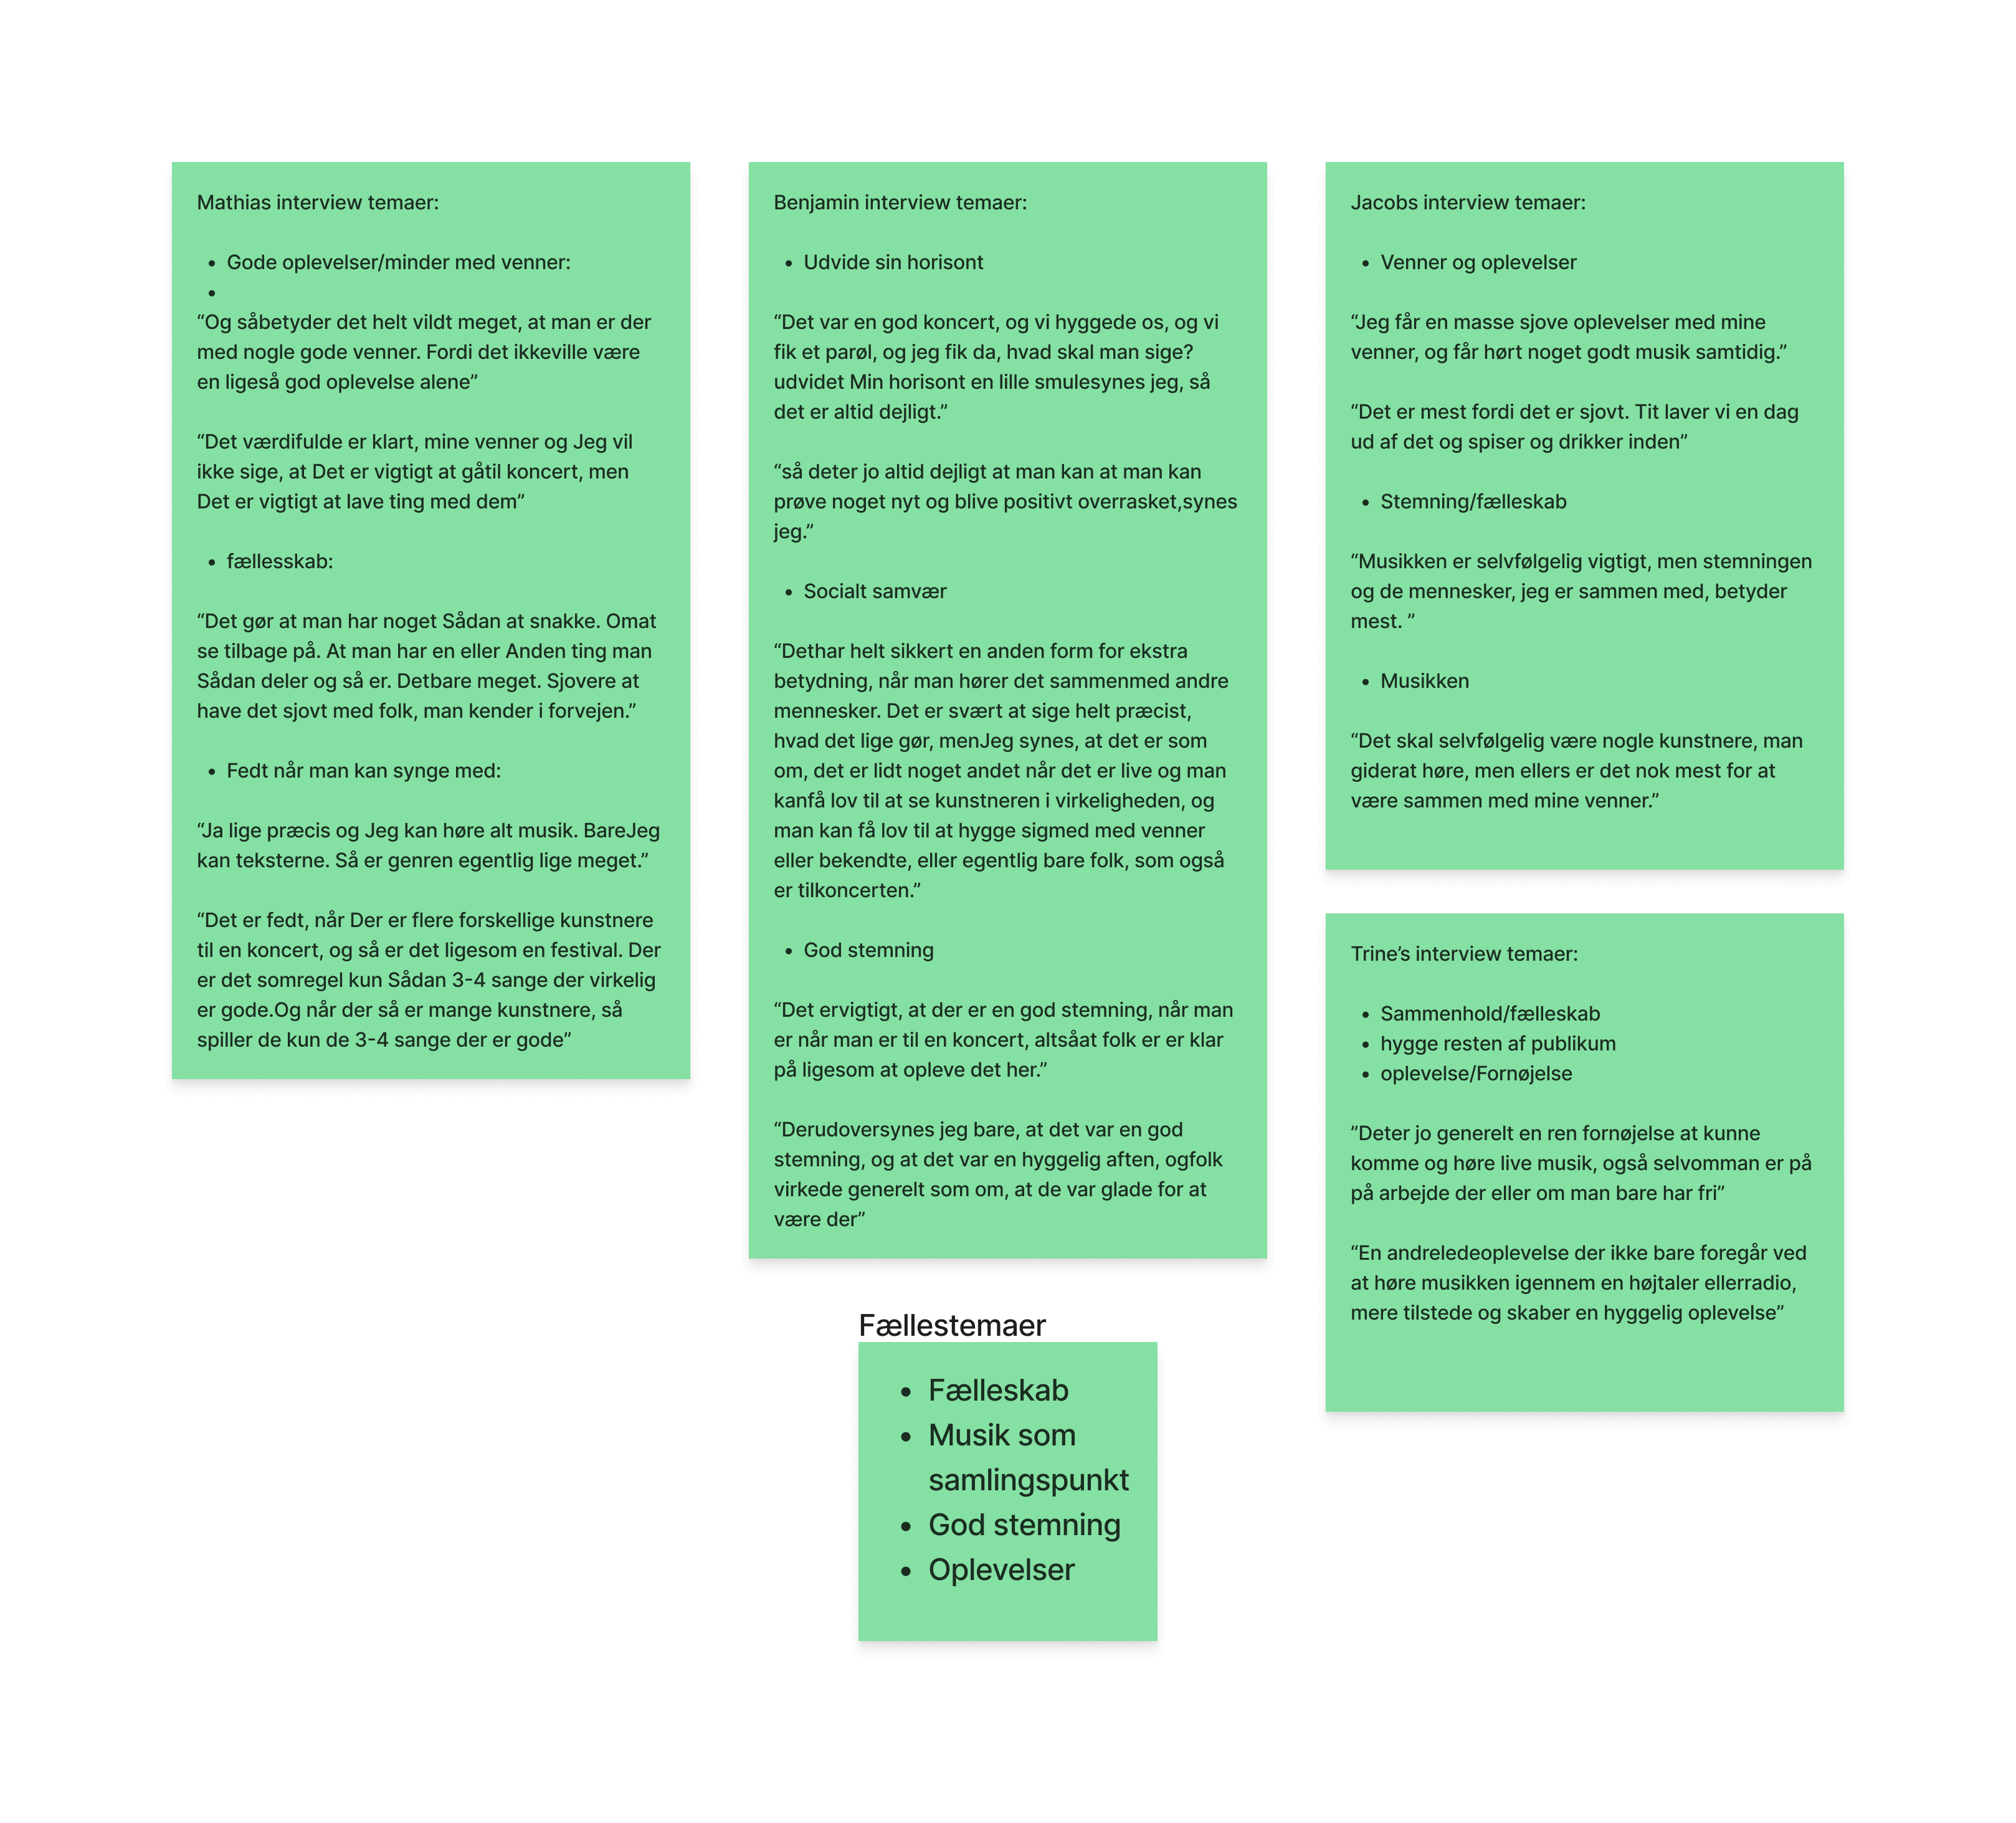 Mathias interview temaer:
• Gode oplevelser/minder med venner:
•
“Og såbetyder det helt vildt meget, at man er der
med nogle gode venner. Fordi det ikkeville være
en ligeså god oplevelse alene”
“Det værdifulde er klart, mine venner og Jeg vil
ikke sige, at Det er vigtigt at gåtil koncert, men
Det er vigtigt at lave ting med dem”
• fællesskab:
“Det gør at man har noget Sådan at snakke. Omat
se tilbage på. At man har en eller Anden ting man
Sådan deler og så er. Detbare meget. Sjovere at
have det sjovt med folk, man kender i forvejen.”
• Fedt når man kan synge med:
“Ja lige præcis og Jeg kan høre alt musik. BareJeg
kan teksterne. Så er genren egentlig lige meget.”
“Det er fedt, når Der er flere forskellige kunstnere
til en koncert, og så er det ligesom en festival. Der
er det somregel kun Sådan 3-4 sange der virkelig
er gode.Og når der så er mange kunstnere, så
spiller de kun de 3-4 sange der er gode”
Benjamin interview temaer:
• Udvide sin horisont
“Det var en god koncert, og vi hyggede os, og vi
fik et parøl, og jeg fik da, hvad skal man sige?
udvidet Min horisont en lille smulesynes jeg, så
det er altid dejligt.”
“så deter jo altid dejligt at man kan at man kan
prøve noget nyt og blive positivt overrasket,synes
jeg.”
• Socialt samvær
“Dethar helt sikkert en anden form for ekstra
betydning, når man hører det sammenmed andre
mennesker. Det er svært at sige helt præcist,
hvad det lige gør, menJeg synes, at det er som
om, det er lidt noget andet når det er live og man
kanfå lov til at se kunstneren i virkeligheden, og
man kan få lov til at hygge sigmed med venner
eller bekendte, eller egentlig bare folk, som også
er tilkoncerten.”
• God stemning
“Det ervigtigt, at der er en god stemning, når man
er når man er til en koncert, altsåat folk er er klar
på ligesom at opleve det her.”
“Derudoversynes jeg bare, at det var en god
stemning, og at det var en hyggelig aften, ogfolk
virkede generelt som om, at de var glade for at
være der”
Jacobs interview temaer:
• Venner og oplevelser
“Jeg får en masse sjove oplevelser med mine
venner, og får hørt noget godt musik samtidig.”
“Det er mest fordi det er sjovt. Tit laver vi en dag
ud af det og spiser og drikker inden”
• Stemning/fælleskab
“Musikken er selvfølgelig vigtigt, men stemningen
og de mennesker, jeg er sammen med, betyder
mest. ”
• Musikken
“Det skal selvfølgelig være nogle kunstnere, man
giderat høre, men ellers er det nok mest for at
være sammen med mine venner.”
Trine’s interview temaer:
• Sammenhold/fælleskab
• hygge resten af publikum
• oplevelse/Fornøjelse
”Deter jo generelt en ren fornøjelse at kunne
komme og høre live musik, også selvomman er på
på arbejde der eller om man bare har fri”
“En andreledeoplevelse der ikke bare foregår ved
at høre musikken igennem en højtaler ellerradio,
mere tilstede og skaber en hyggelig oplevelse”
Fællestemaer
• Fælleskab
• Musik som
samlingspunkt
• God stemning
• Oplevelser